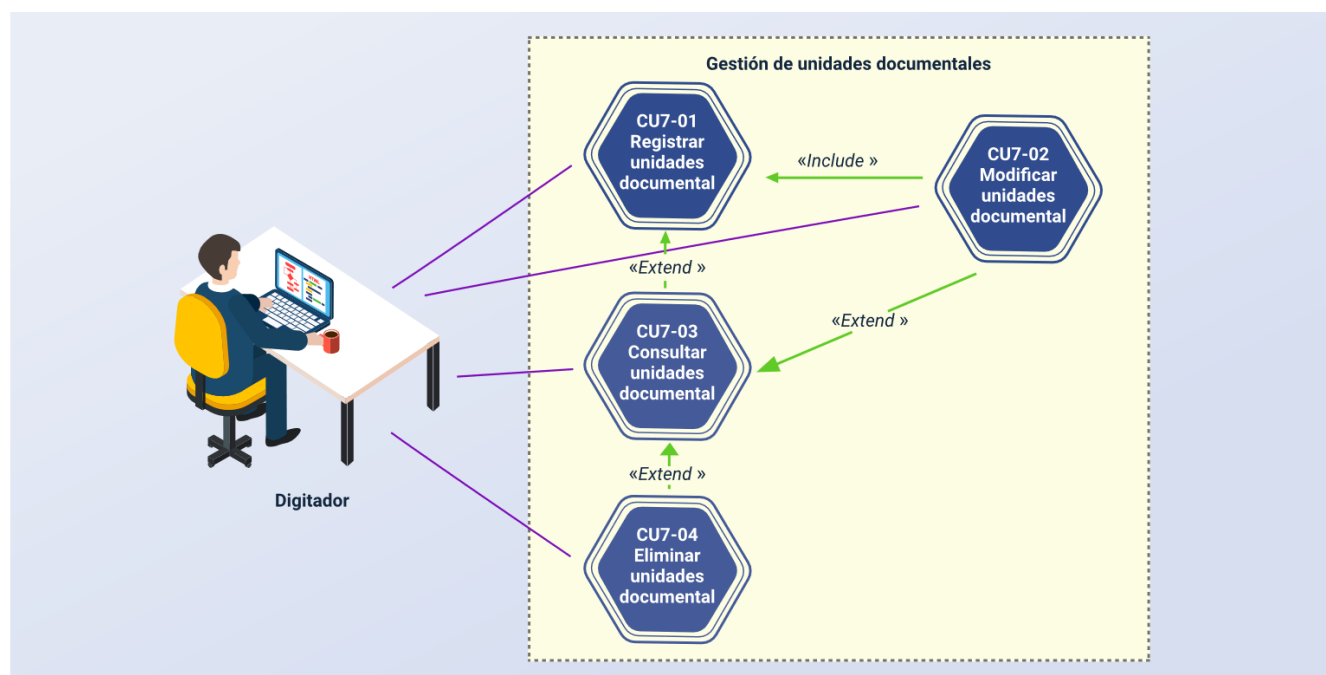 Gestión de unidades documentales
CU7-01
Registrar
unidades
documental
«Include »
CU7-02
Modificar
unidades
documental
«Extend »
CU7-03
Consultar
unidades
documental
«Extend »
«Extend »
CU7-04
Eliminar
unidades
documental
Digitador